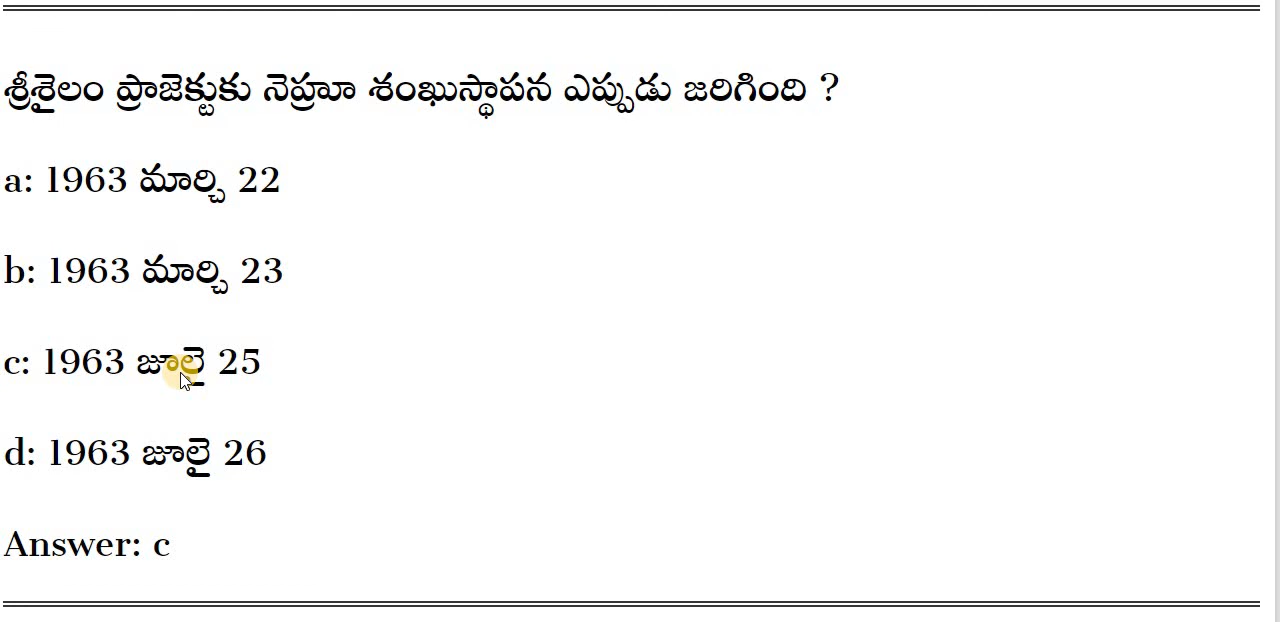 శ్రీశైలం ప్రాజెక్టుకు నెహ్రూ శంఖుస్థాపన ఎప్పుడు జరిగింది ?
a: 1963 మార్చి 22
b: 1963 మార్చి 23
c: 1963 జూలై 25
d: 1963 జూలై 26
Answer: c